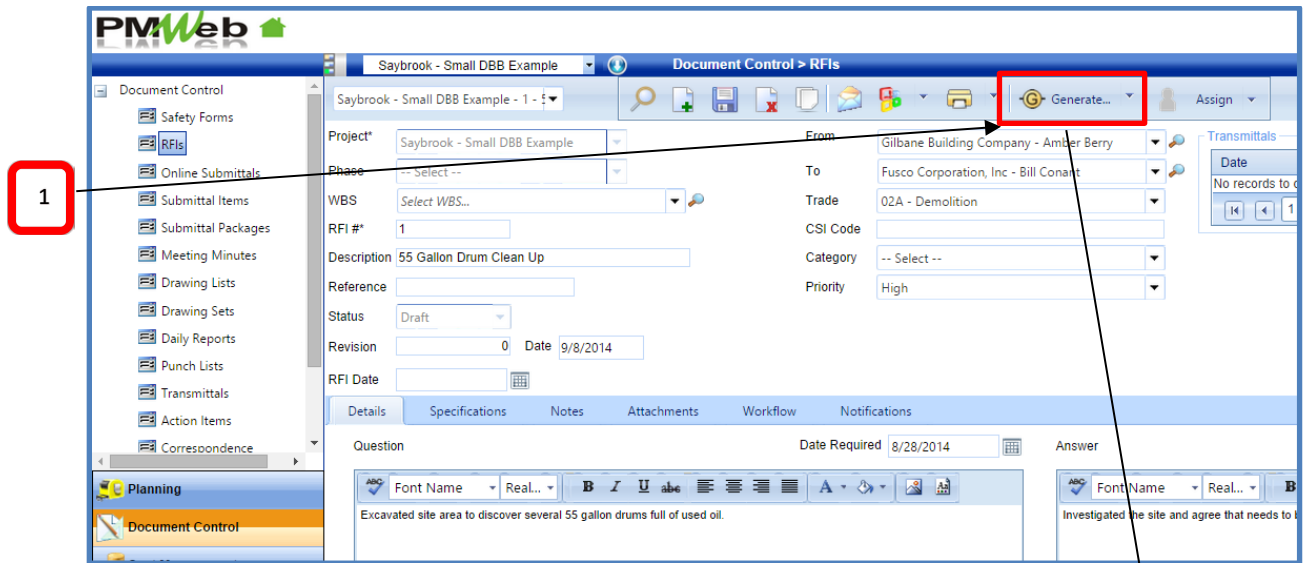 PMWeb
Saybrook - Small DBB Example
Document Control > RFIs
Document Control
Safety Forms
RFIs
Online Submittals
Submittal Items
Submittal Packages
Meeting Minutes
Drawing Lists
Drawing Sets
Daily Reports
Punch Lists
Transmittals
Action Items
Correspondence
Planning
Document Control
1
Saybrook - Small DBB Example - 1 -
Generate...
Assign
Project* Saybrook - Small DBB Example
Phase -- Select --
WBS Select WBS...
RFI #* 1
Description 55 Gallon Drum Clean Up
Reference
Status Draft
Revision 0 Date 9/8/2014
RFI Date
From Gilbane Building Company - Amber Berry
To Fusco Corporation, Inc - Bill Conant
Trade 02A - Demolition
CSI Code
Category -- Select --
Priority High
Transmittals
Date
No records to
1
Details Specifications Notes Attachments Workflow Notifications
Question Date Required 8/28/2014 Answer
ABC Font Name Real... B I U abc A
Excavated site area to discover several 55 gallon drums full of used oil.
ABC Font Name Real... B
Investigated the site and agree that needs to